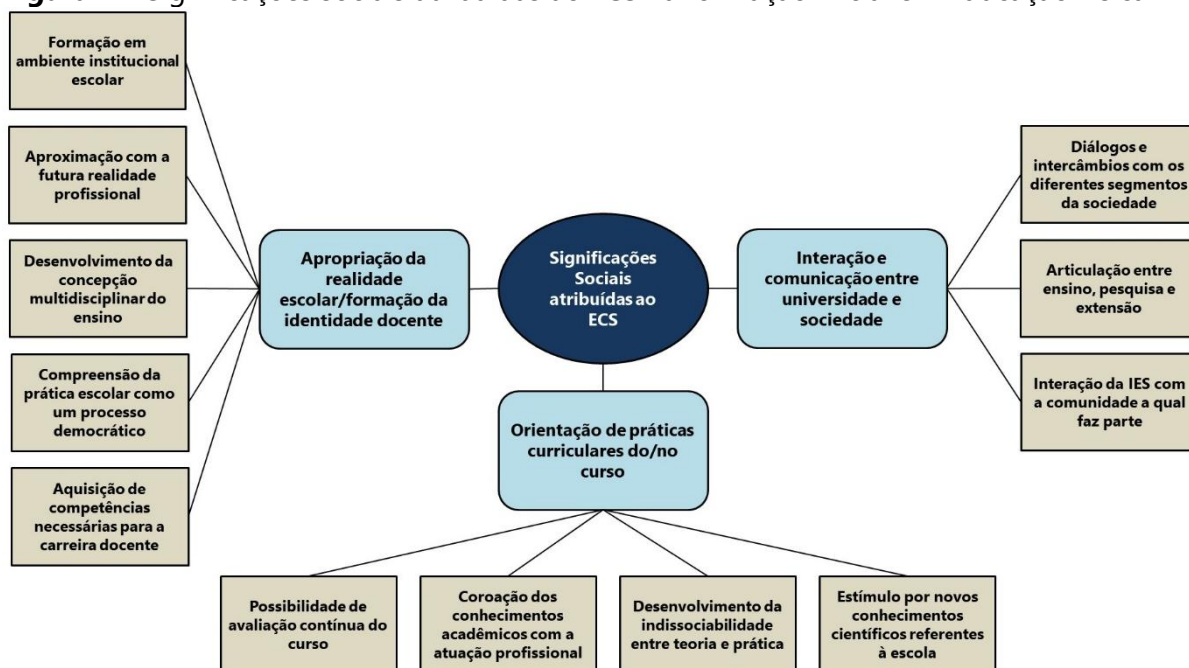 Formação em
ambiente institucional
escolar
Aproximação com a
futura realidade
profissional
Desenvolvimento da
concepção
multidisciplinar do
ensino
Compreensão da
prática escolar como
um processo
democrático
Aquisição de
competências
necessárias para a
carreira docente
Apropriação da
realidade
escolar/formação da
identidade docente
Significações
Sociais
atribuídas ao
ECS
Interação e
comunicação entre
universidade e
sociedade
Diálogos e
intercâmbios com os
diferentes segmentos
da sociedade
Articulação entre
ensino, pesquisa e
extensão
Interação da IES com
a comunidade a qual
faz parte
Orientação de práticas
curriculares do/no
curso
Possibilidade de
avaliação contínua do
curso
Coroação dos
conhecimentos
acadêmicos com a
atuação profissional
Desenvolvimento da
indissociabilidade
entre teoria e prática
Estímulo por novos
conhecimentos
científicos referentes
à escola